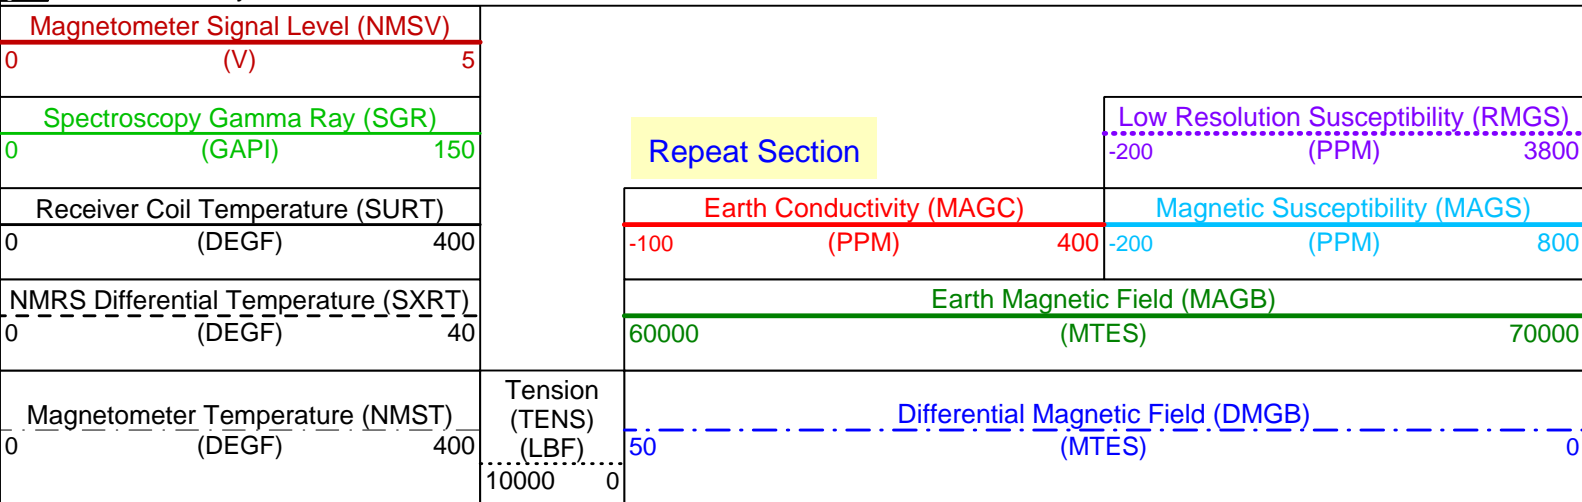 Magnetometer Signal Level (NMSV)
0 (V) 5
Spectroscopy Gamma Ray (SGR)
0 (GAPI) 150
Repeat Section
Low Resolution Susceptibility (RMGS)
-200 (PPM) 3800
Receiver Coil Temperature (SURT)
0 (DEGF) 400
Earth Conductivity (MAGC)
-100 (PPM) 400
Magnetic Susceptibility (MAGS)
-200 (PPM) 800
NMRS Differential Temperature (SXRT)
0 (DEGF) 40
Earth Magnetic Field (MAGB)
60000 (MTES) 70000
Magnetometer Temperature (NMST)
0 (DEGF) 400
Tension
(TENS)
(LBF)
10000 0
Differential Magnetic Field (DMGB)
50 (MTES) 0